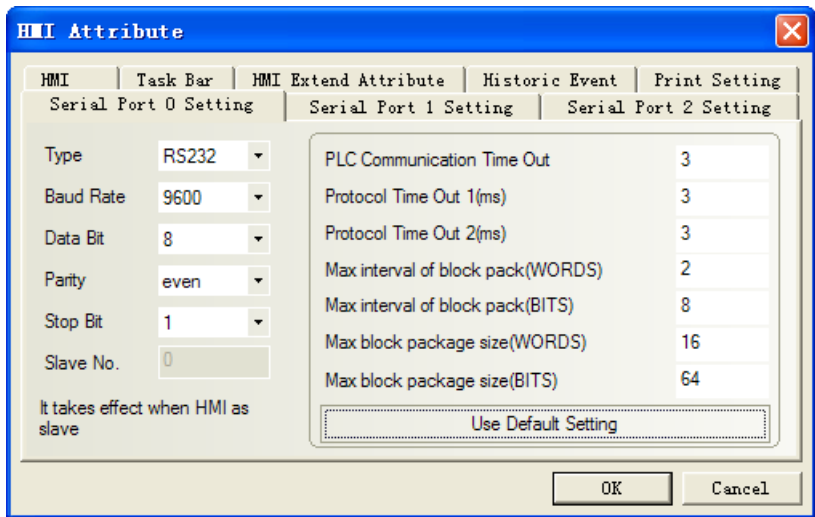 HMI Attribute
HMI
Task Bar
HMI Extend Attribute
Historic Event
Print Setting
Serial Port 0 Setting
Serial Port 1 Setting
Serial Port 2 Setting
Type
RS232
Baud Rate
9600
Data Bit
8
Parity
even
Stop Bit
1
Slave No.
0
It takes effect when HMI as
slave
PLC Communication Time Out
3
Protocol Time Out 1(ms)
3
Protocol Time Out 2(ms)
3
Max interval of block pack(WORDS)
2
Max interval of block pack(BITS)
8
Max block package size(WORDS)
16
Max block package size(BITS)
64
Use Default Setting
OK
Cancel